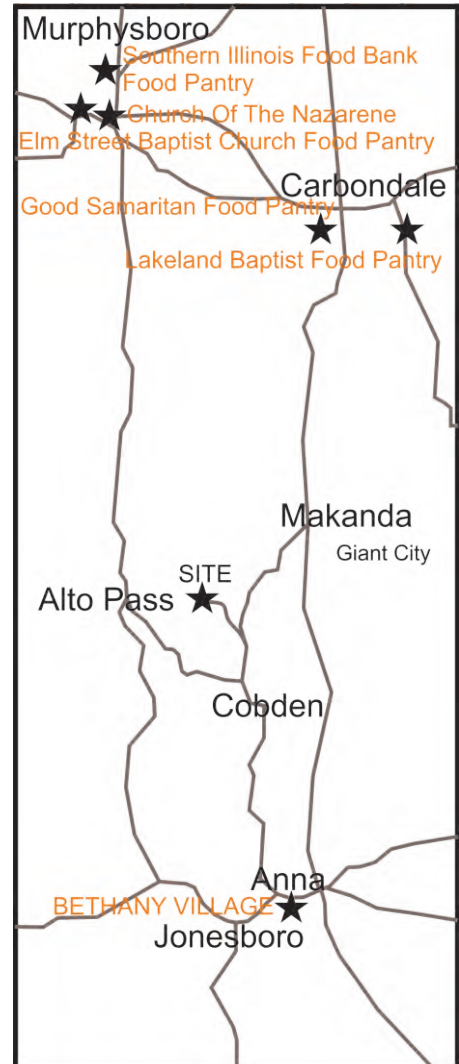 Murphysboro
Southern Illinois Food Bank
Food Pantry
Church Of The Nazarene
Elm Street Baptist Church Food Pantry
Carbondale
Good Samaritan Food Pantry
Lakeland Baptist Food Pantry
Makanda
Giant City
SITE
Alto Pass
Cobden
Anna
BETHANY VILLAGE
Jonesboro